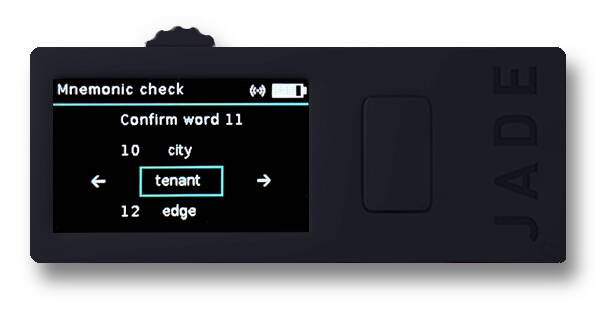 Mnemonic check
Confirm word 11
10 city
← tenant →
12 edge
JADE